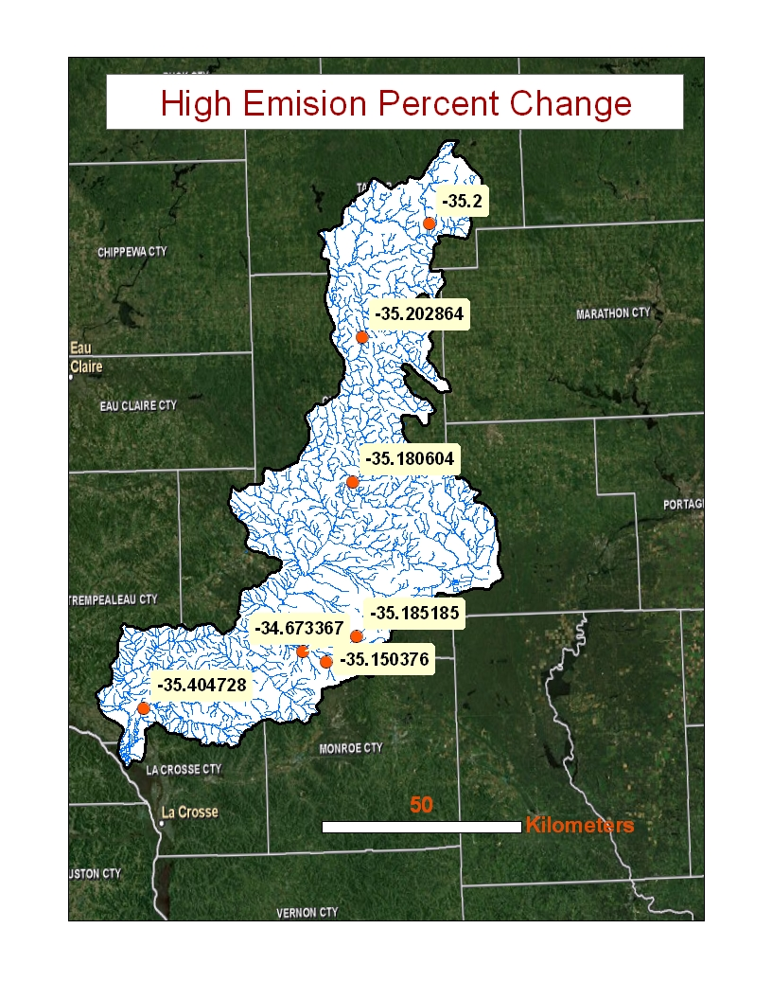 High Emision Percent Change
-35.2
CHIPPEWA CTY
-35.202864
MARATHON CTY
Eau
Claire
EAU CLAIRE CTY
-35.180604
PORTAG
TREMPEALEAU CTY
-35.185185
-34.673367
-35.150376
-35.404728
MONROE CTY
LA CROSSE CTY
50
La Crosse
Kilometers
USTON CTY
VERNON CTY